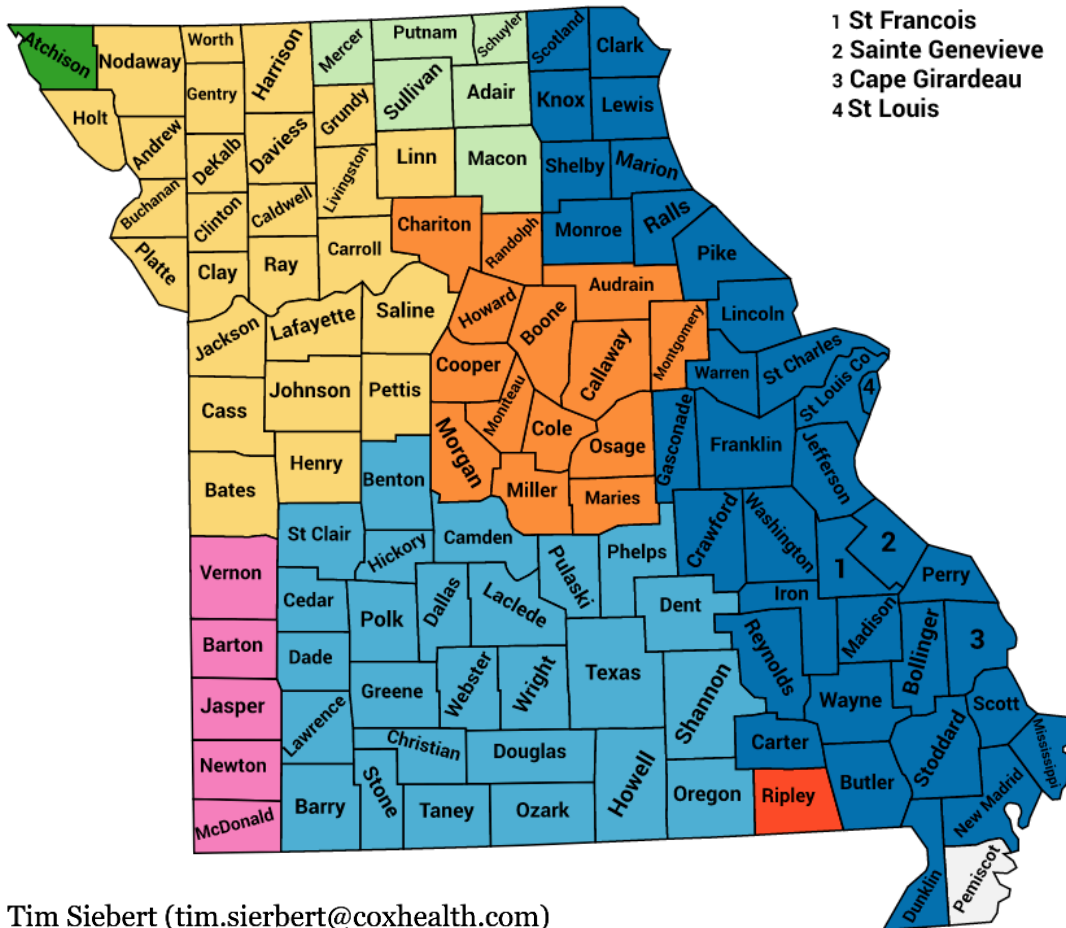 1 St Francois
2 Sainte Genevieve
3 Cape Girardeau
4 St Louis
Atchison
Nodaway
Worth
Harrison
Mercer
Putnam
Schuyler
Scotland
Clark
Holt
Andrew
Gentry
DeKalb
Daviess
Grundy
Sullivan
Adair
Knox
Lewis
Buchanan
Clinton
Caldwell
Livingston
Linn
Macon
Shelby
Marion
Platte
Clay
Ray
Carroll
Chariton
Randolph
Monroe
Ralls
Pike
Jackson
Lafayette
Saline
Howard
Boone
Audrain
Callaway
Montgomery
Lincoln
Warren
St Charles
St Louis Co
4
Cass
Johnson
Pettis
Cooper
Moniteau
Cole
Osage
Gasconade
Franklin
Jefferson
Bates
Henry
Benton
Morgan
Miller
Maries
Crawford
Washington
1
2
Perry
Vernon
St Clair
Hickory
Camden
Pulaski
Phelps
Dent
Iron
Madison
Bollinger
3
Barton
Cedar
Polk
Dallas
Laclede
Texas
Reynolds
Wayne
Scott
Mississippi
Jasper
Dade
Greene
Webster
Wright
Shannon
Carter
Stoddard
New Madrid
Newton
Lawrence
Christian
Douglas
Howell
Oregon
Ripley
Butler
McDonald
Barry
Stone
Taney
Ozark
Dunklin
Pemiscot
Tim Siebert (tim.sierbert@coxhealth.com)